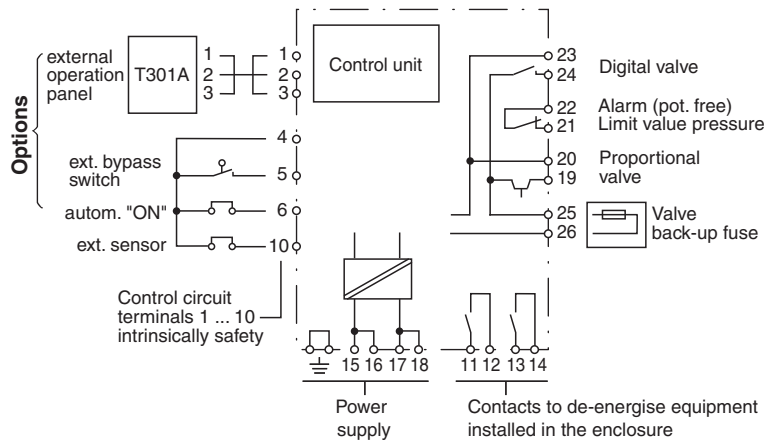 Options
external
operation
panel
T301A
1
2
3
1
2
3
Control unit
4
ext. bypass
switch
5
autom. "ON"
6
ext. sensor
10
Control circuit
terminals 1 ... 10
intrinsically safety
23
24
Digital valve
22
21
Alarm (pot. free)
Limit value pressure
20
19
Proportional
valve
25
26
Valve
back-up fuse
15 16 17 18
11 12 13 14
Power
supply
Contacts to de-energise equipment
installed in the enclosure